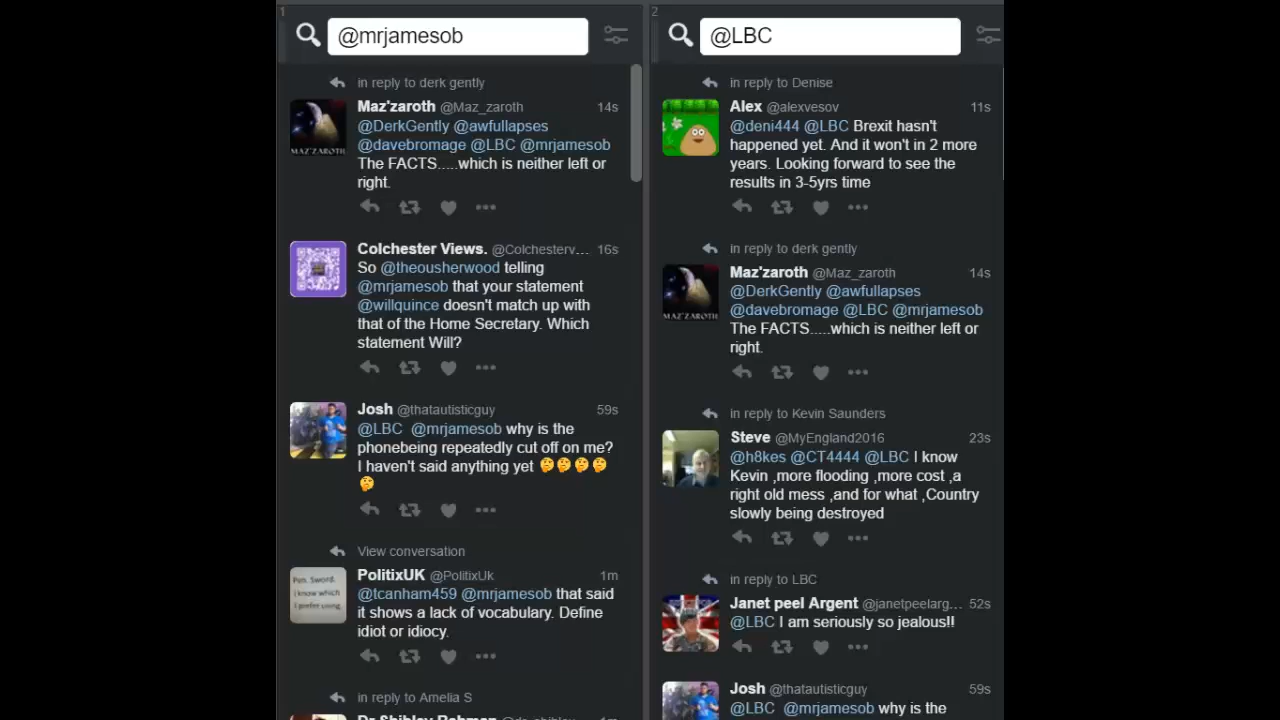 1
@mrjamesob
in reply to derk gently
Maz'zaroth @Maz_zaroth 14s
@DerkGently @awfullapses
@davebromage @LBC @mrjamesob
The FACTS.....which is neither left or
right.
MAZ'ZAROTH
Colchester Views. @Colchesterv... 16s
So @theousherwood telling
@mrjamesob that your statement
@willquince doesn't match up with
that of the Home Secretary. Which
statement Will?
Josh @thatautisticguy 59s
@LBC @mrjamesob why is the
phonebeing repeatedly cut off on me?
I haven't said anything yet 🤔🤔🤔🤔
🤔
View conversation
PolitixUK @PolitixUk 1m
@tcanham459 @mrjamesob that said
it shows a lack of vocabulary. Define
idiot or idiocy.
Pen. Sword.
I know which
I prefer using.
in reply to Amelia S
2
@LBC
in reply to Denise
Alex @alexvesov 11s
@deni444 @LBC Brexit hasn't
happened yet. And it won't in 2 more
years. Looking forward to see the
results in 3-5yrs time
in reply to derk gently
Maz'zaroth @Maz_zaroth 14s
@DerkGently @awfullapses
@davebromage @LBC @mrjamesob
The FACTS.....which is neither left or
right.
MAZ'ZAROTH
in reply to Kevin Saunders
Steve @MyEngland2016 23s
@h8kes @CT4444 @LBC I know
Kevin ,more flooding ,more cost ,a
right old mess ,and for what ,Country
slowly being destroyed
in reply to LBC
Janet peel Argent @janetpeelarg... 52s
@LBC I am seriously so jealous!!
Josh @thatautisticguy 59s
@LBC @mrjamesob why is the